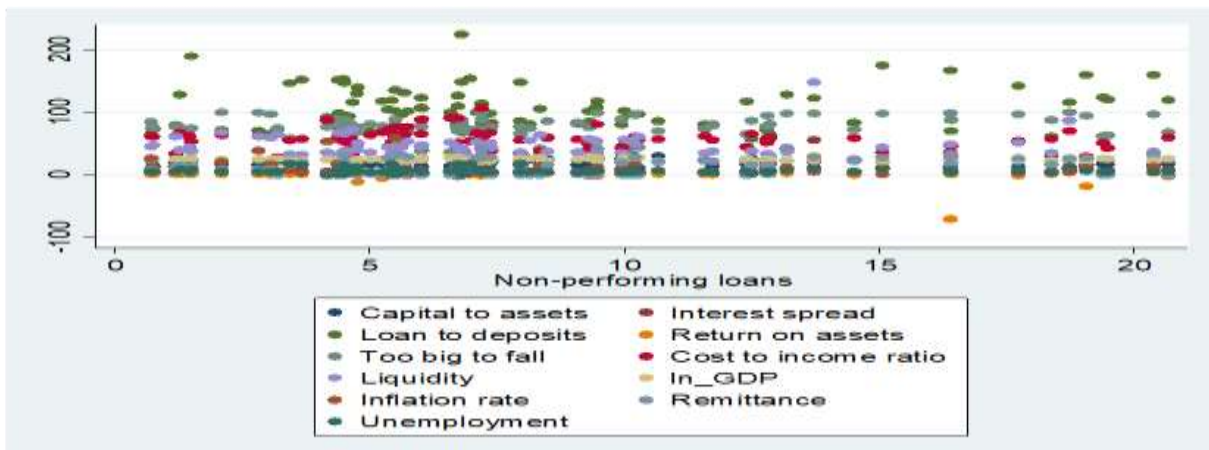 200
100
0
-100
0 5 10 15 20
Non-performing loans
Capital to assets Interest spread
Loan to deposits Return on assets
Too big to fall Cost to income ratio
Liquidity ln_GDP
Inflation rate Remittance
Unemployment